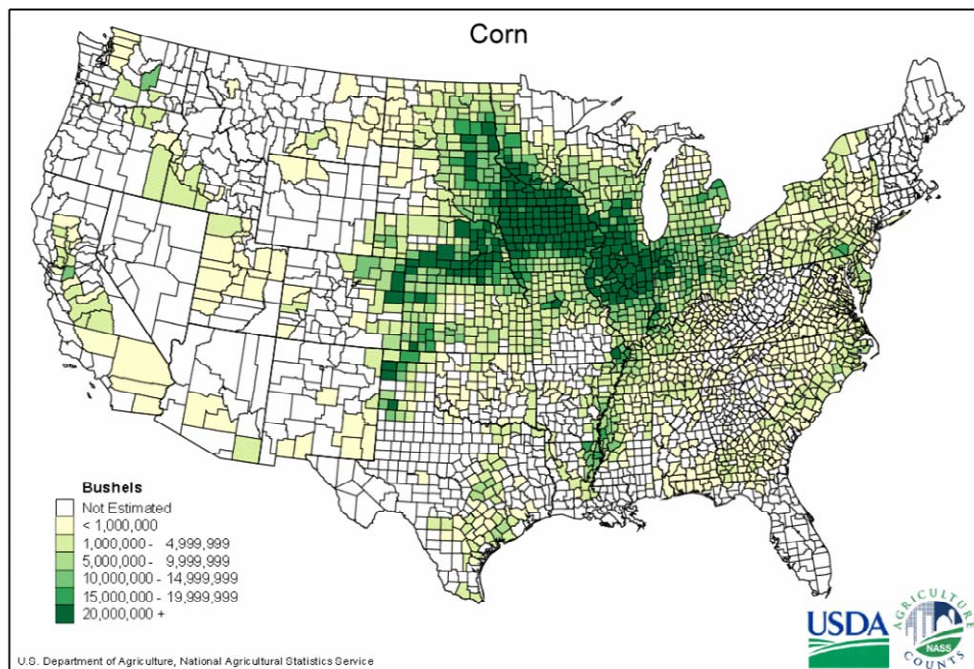 Corn
Bushels
Not Estimated
< 1,000,000
1,000,000 - 4,999,999
5,000,000 - 9,999,999
10,000,000 - 14,999,999
15,000,000 - 19,999,999
20,000,000 +
U.S. Department of Agriculture, National Agricultural Statistics Service
USDA
AGRICULTURE
NASS
COUNTS